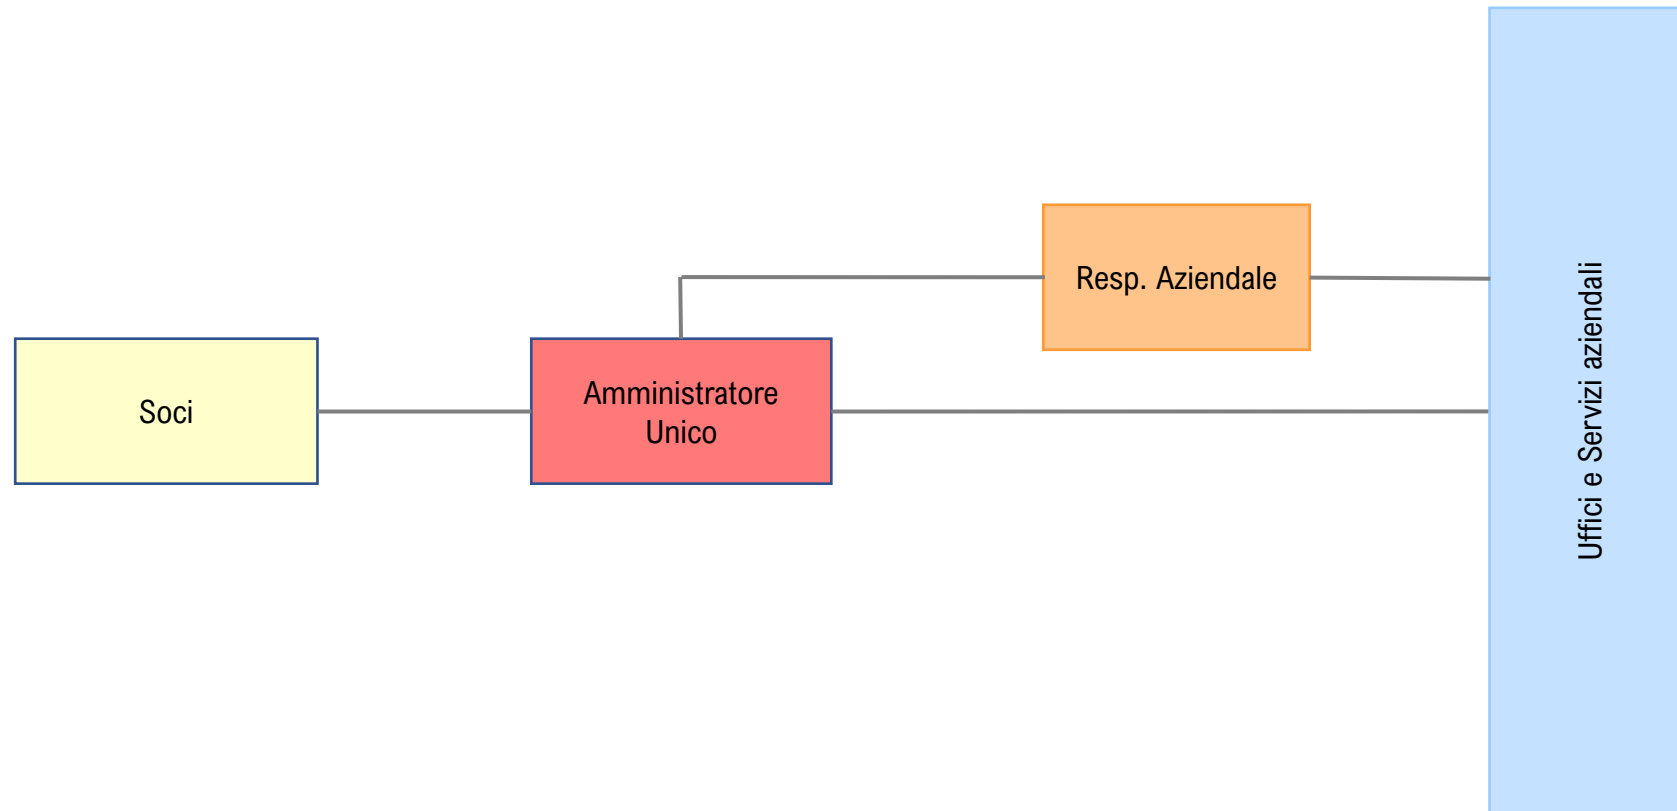 Resp. Aziendale
Soci
Amministratore
Unico
Uffici e Servizi aziendali